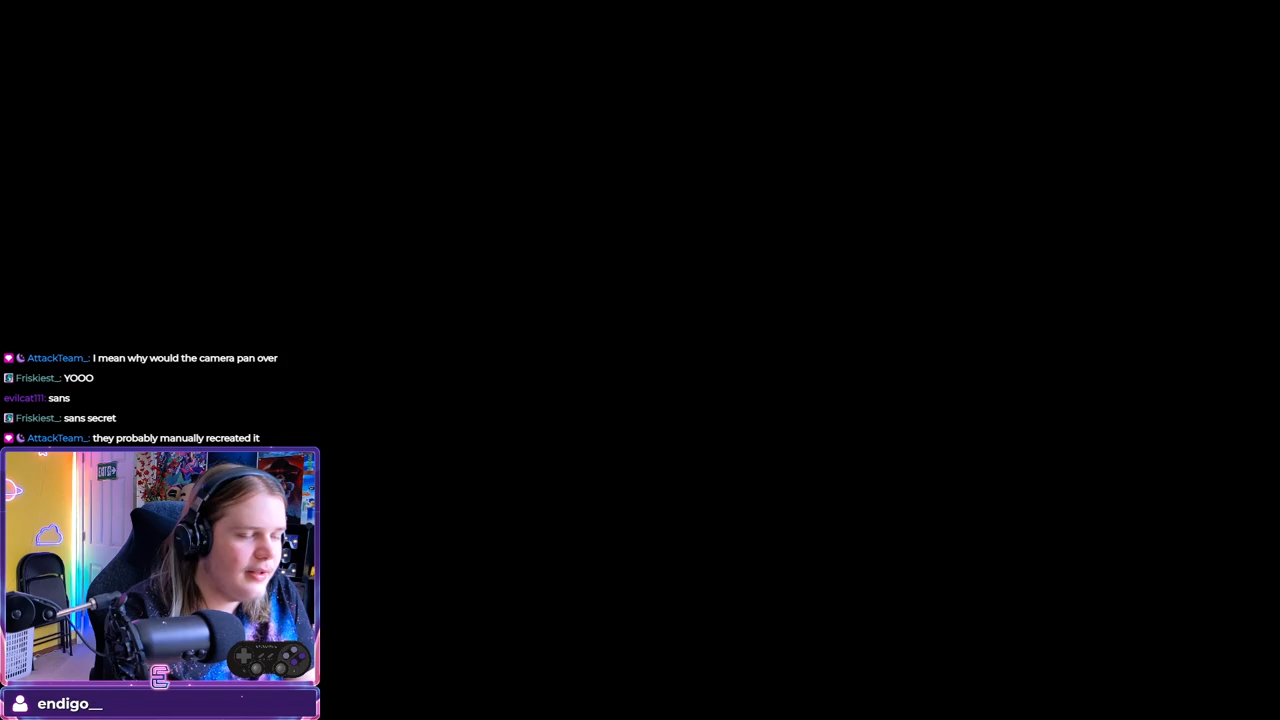 AttackTeam_: I mean why would the camera pan over
Friskiest_: YOOO
evilcat111: sans
Friskiest_: sans secret
AttackTeam_: they probably manually recreated it
EXIT
E
endigo__